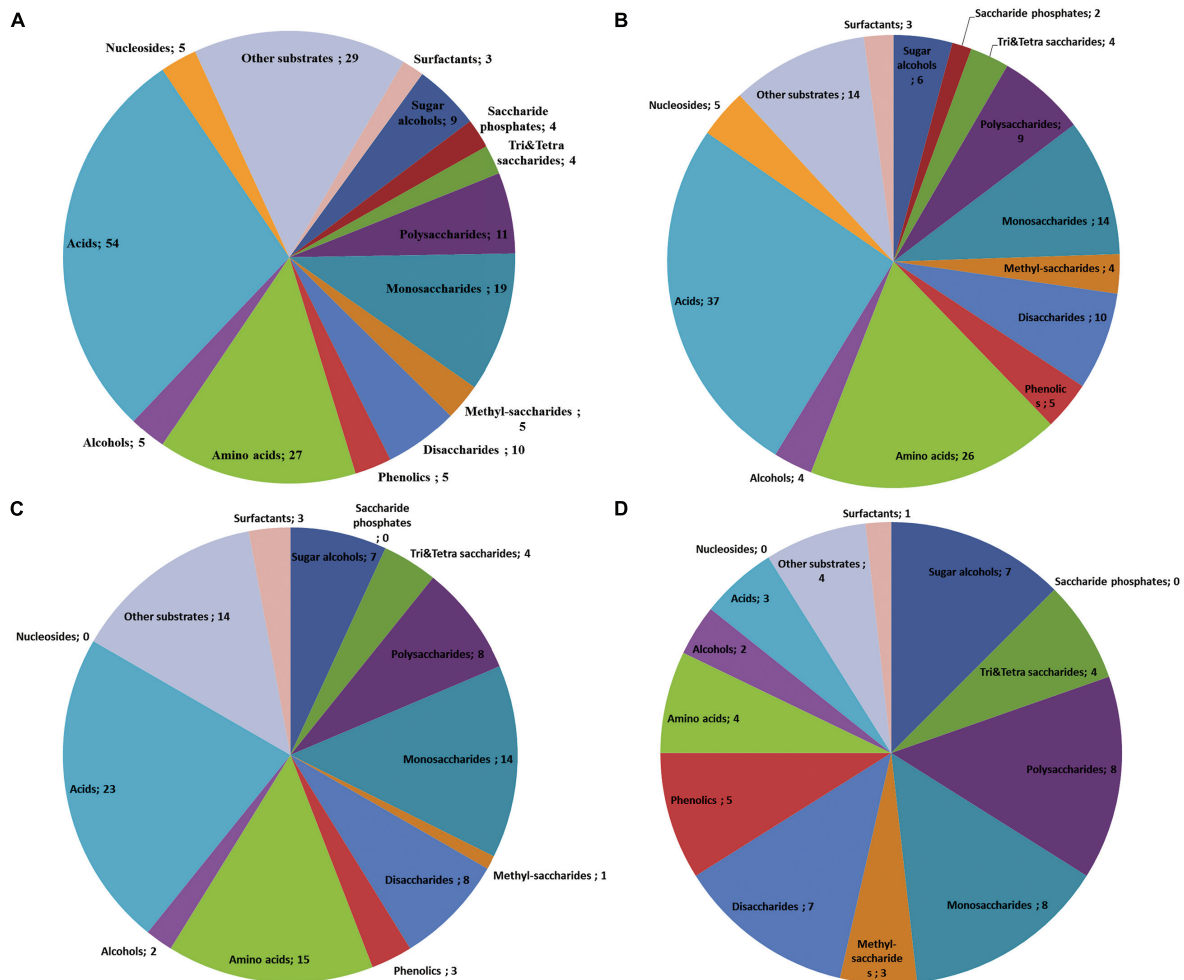 A
Nucleosides; 5
Other substrates ; 29
Surfactants; 3
Sugar
alcohols; 9
Saccharide
phosphates; 4
Tri&Tetra
saccharides; 4
Polysaccharides; 11
Monosaccharides ; 19
Methyl-saccharides ;
5
Disaccharides ; 10
Phenolics ; 5
Amino acids; 27
Alcohols; 5
Acids; 54
B
Surfactants; 3
Saccharide phosphates; 2
Sugar
alcohols
; 6
Tri&Tetra saccharides; 4
Polysaccharides;
9
Monosaccharides ; 14
Methyl-saccharides ; 4
Disaccharides ; 10
Phenolic
s ; 5
Amino acids; 26
Alcohols; 4
Acids; 37
Nucleosides; 5
Other substrates ; 14
C
Surfactants; 3
Saccharide
phosphates
; 0
Sugar alcohols; 7
Tri&Tetra saccharides; 4
Polysaccharides; 8
Monosaccharides ; 14
Methyl-saccharides ; 1
Disaccharides ; 8
Phenolics ; 3
Amino acids; 15
Alcohols; 2
Acids; 23
Nucleosides; 0
Other substrates ; 14
D
Surfactants; 1
Sugar alcohols; 7
Saccharide phosphates; 0
Tri&Tetra saccharides; 4
Polysaccharides; 8
Monosaccharides ; 8
Methyl-
saccharide
s ; 3
Disaccharides ; 7
Phenolics ; 5
Amino acids; 4
Alcohols; 2
Acids; 3
Nucleosides; 0
Other substrates ;
4